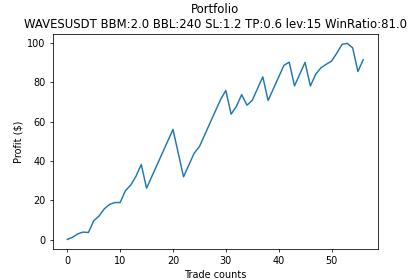 Portfolio
WAVESUSDT BBM:2.0 BBL:240 SL:1.2 TP:0.6 lev:15 WinRatio:81.0
100
80
60
40
20
0
Profit ($)
0 10 20 30 40 50
Trade counts